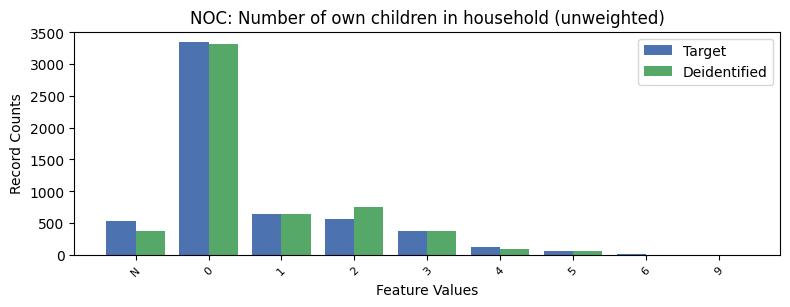 NOC: Number of own children in household (unweighted)
Target
Deidentified
Record Counts
3500
3000
2500
2000
1500
1000
500
0
N 0 1 2 3 4 5 6 9
Feature Values